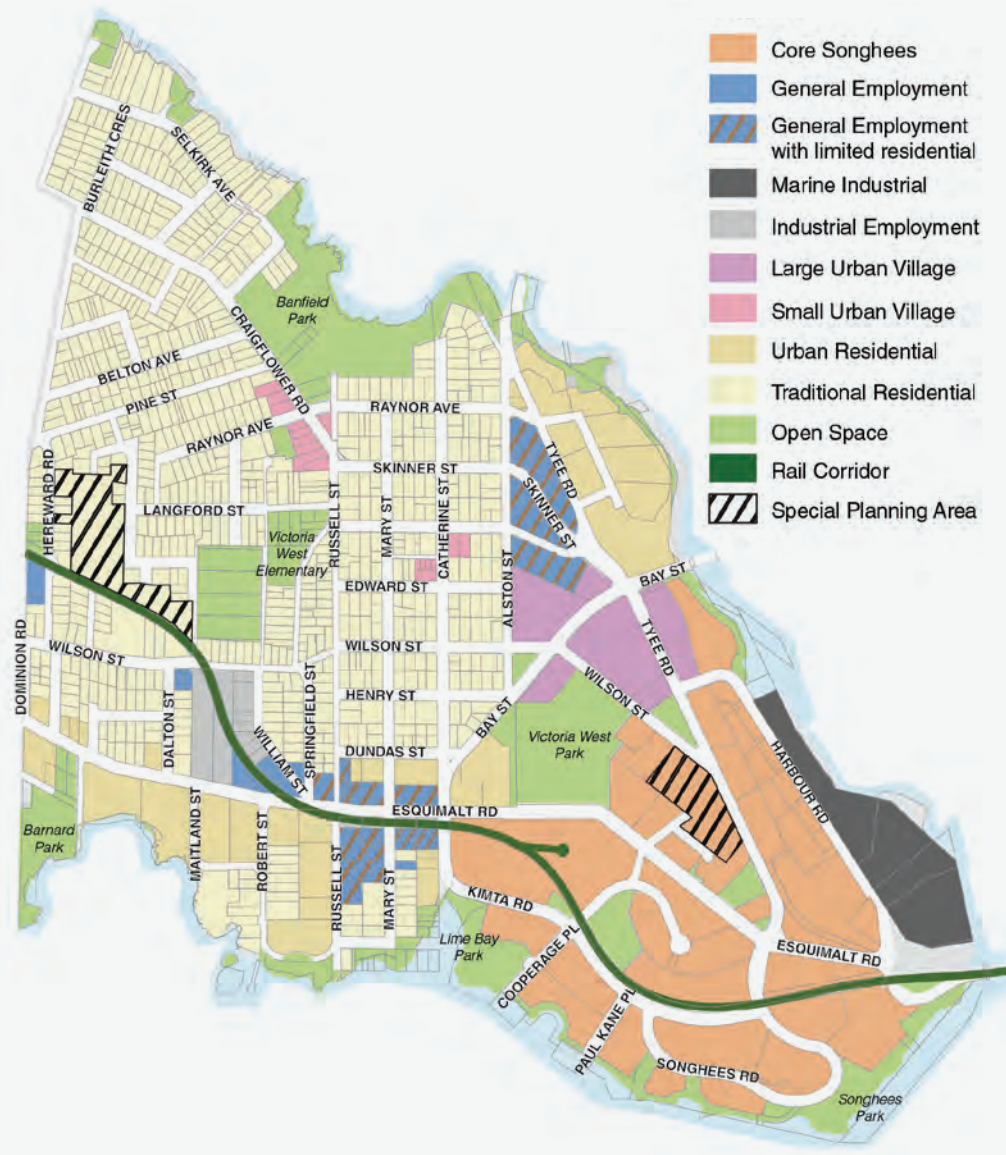 Core Songhees
General Employment
General Employment
with limited residential
Marine Industrial
Industrial Employment
Large Urban Village
Small Urban Village
Urban Residential
Traditional Residential
Open Space
Rail Corridor
Special Planning Area
BURLEITH CRES
SELKIRK AVE
Banfield
Park
CRAIGFLOWER RD
BELTON AVE
PINE ST
RAYNOR AVE
RAYNOR AVE
SKINNER ST
TYEE RD
SKINNER ST
HEREWARD RD
LANGFORD ST
Victoria
West
Elementary
RUSSELL ST
MARY ST
CATHERINE ST
ALSTON ST
EDWARD ST
BAY ST
DOMINION RD
WILSON ST
WILSON ST
TYEE RD
WILSON ST
HENRY ST
BAY ST
DALTON ST
SPRINGFIELD ST
WILLIAM ST
DUNDAS ST
Victoria West
Park
HARBOUR RD
ESQUIMALT RD
Barnard
Park
MAITLAND ST
ROBERT ST
RUSSELL ST
MARY ST
KIMTA RD
Lime Bay
Park
COOPERAGE PL
ESQUIMALT RD
PAUL KANE PL
SONGHEES RD
Songhees
Park